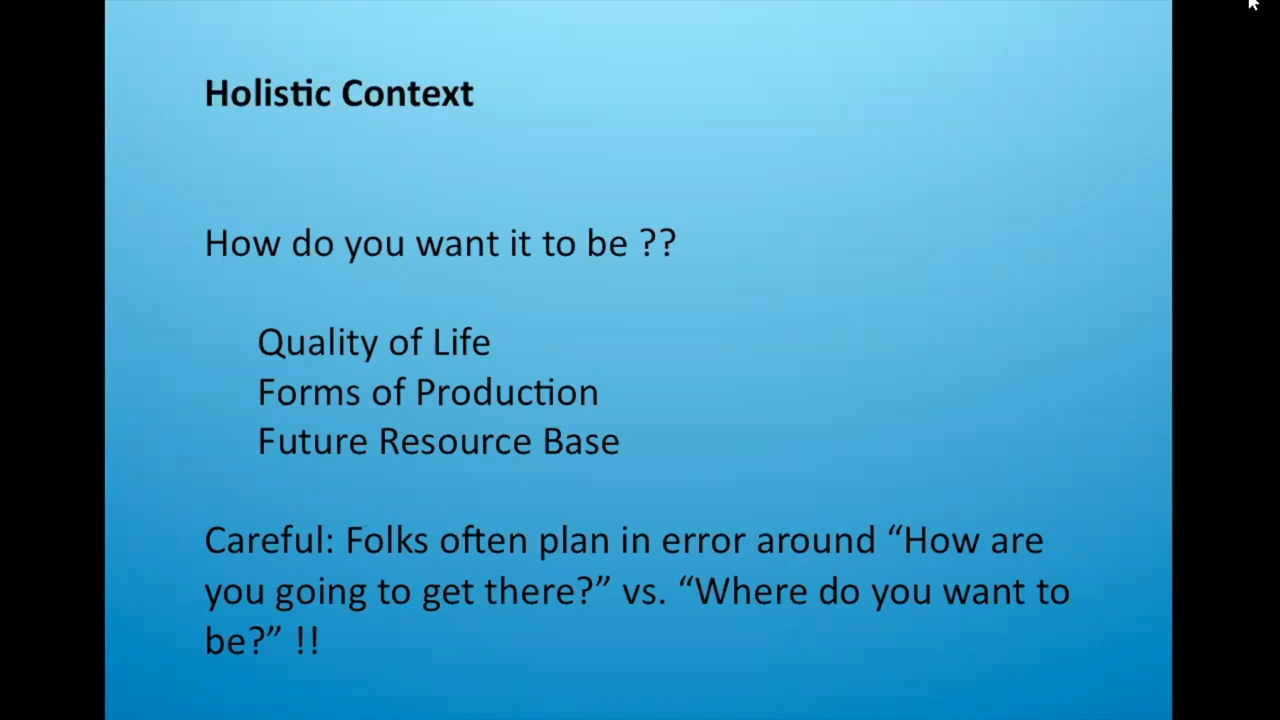 Holistic Context
How do you want it to be ??
Quality of Life
Forms of Production
Future Resource Base
Careful: Folks often plan in error around “How are
you going to get there?” vs. “Where do you want to
be?” !!